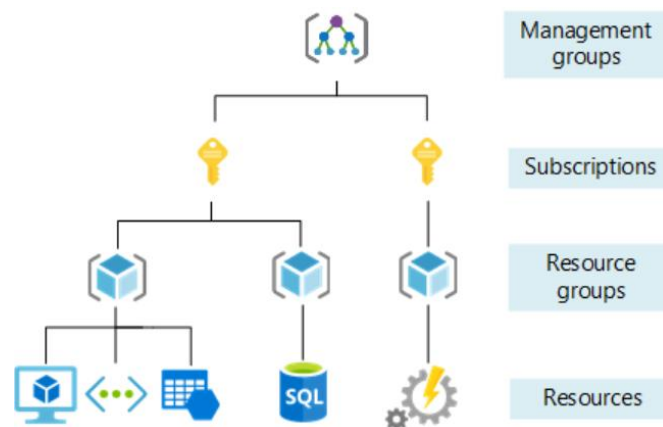 Management
groups
Subscriptions
Resource
groups
SQL
Resources